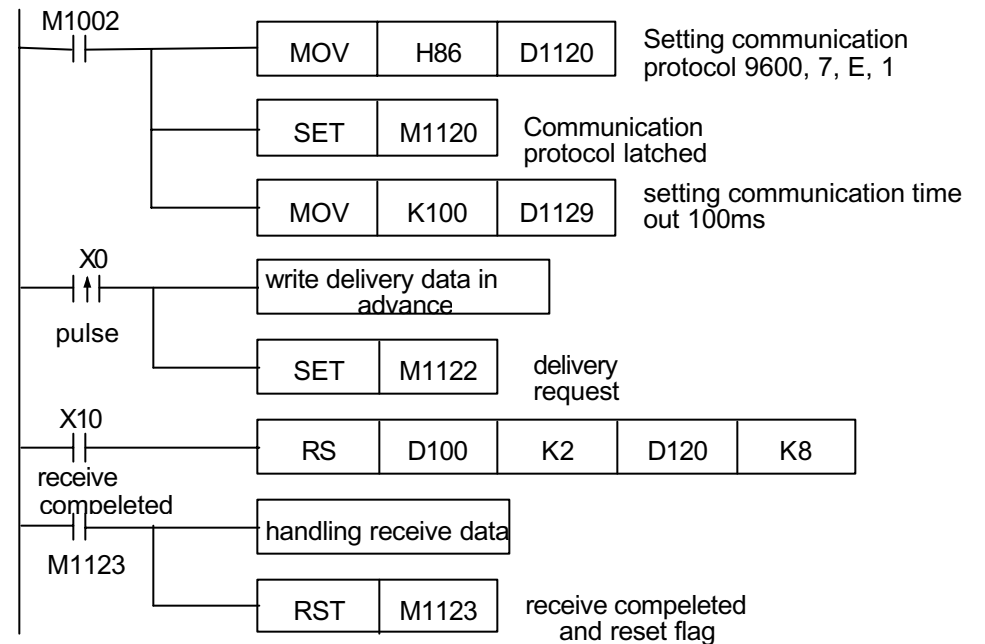 M1002
MOV H86 D1120
Setting communication
protocol 9600, 7, E, 1
SET M1120
Communication
protocol latched
MOV K100 D1129
setting communication time
out 100ms
X0
pulse
write delivery data in
advance
SET M1122
delivery
request
X10
RS D100 K2 D120 K8
receive
compeleted
M1123
handling receive data
RST M1123
receive compeleted
and reset flag